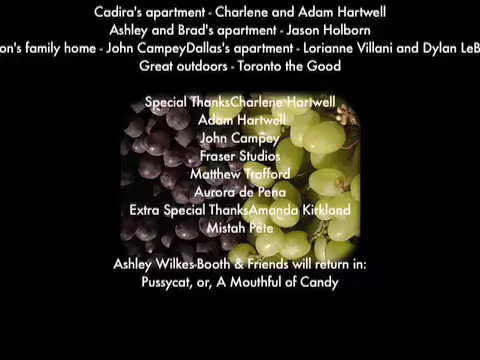 Cadira's apartment - Charlene and Adam Hartwell
Ashley and Brad's apartment - Jason Holborn
on's family home - John CampeyDallas's apartment - Lorianne Villani and Dylan LeB
Great outdoors - Toronto the Good
Special ThanksCharlene Hartwell
Adam Hartwell
John Campey
Fraser Studios
Matthew Trafford
Aurora de Pena
Extra Special ThanksAmanda Kirkland
Mistah Pete
Ashley Wilkes-Booth & Friends will return in:
Pussycat, or, A Mouthful of Candy